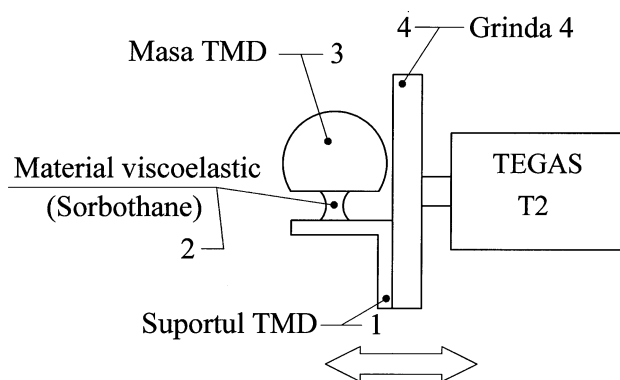 4 Grinda 4
Masa TMD 3
Material viscoelastic
(Sorbothane)
2
TEGAS
T2
Suportul TMD 1